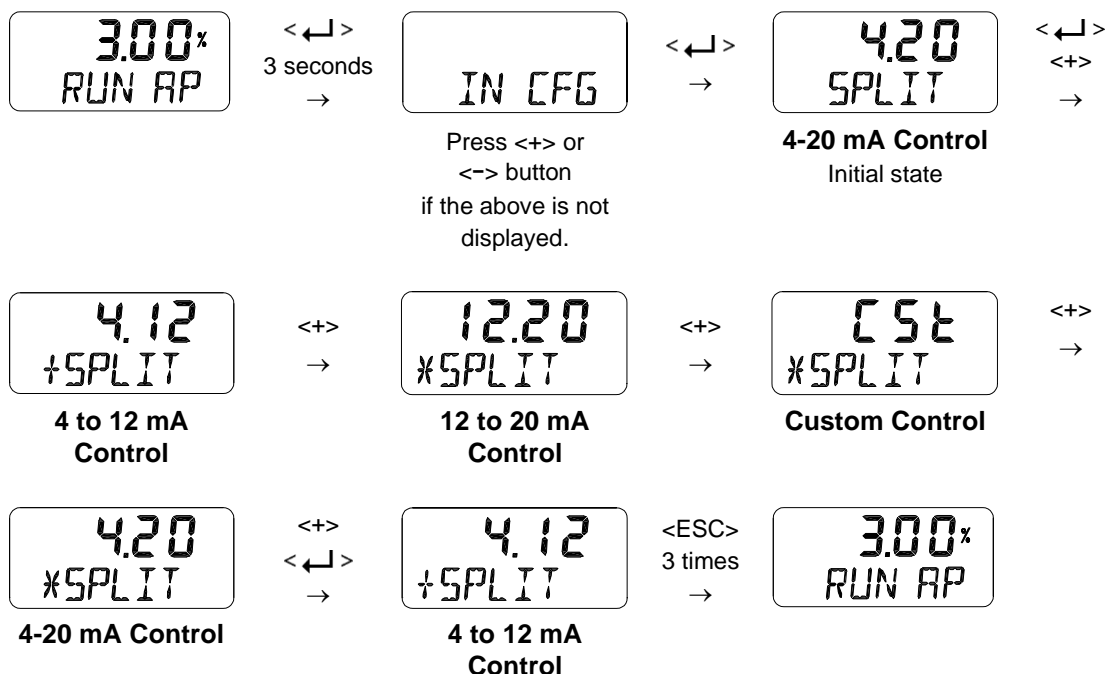 3.00%
RUN AP
< ↵ >
3 seconds
→
IN CFG
Press <+> or
<−> button
if the above is not
displayed.
< ↵ >
→
4.20
SPLIT
4-20 mA Control
Initial state
< ↵ >
<+>
→
4.12
+SPLIT
4 to 12 mA
Control
<+>
→
12.20
*SPLIT
12 to 20 mA
Control
<+>
→
CSt
*SPLIT
Custom Control
<+>
→
4.20
*SPLIT
4-20 mA Control
<+>
< ↵ >
→
4.12
+SPLIT
4 to 12 mA
Control
<ESC>
3 times
→
3.00%
RUN AP